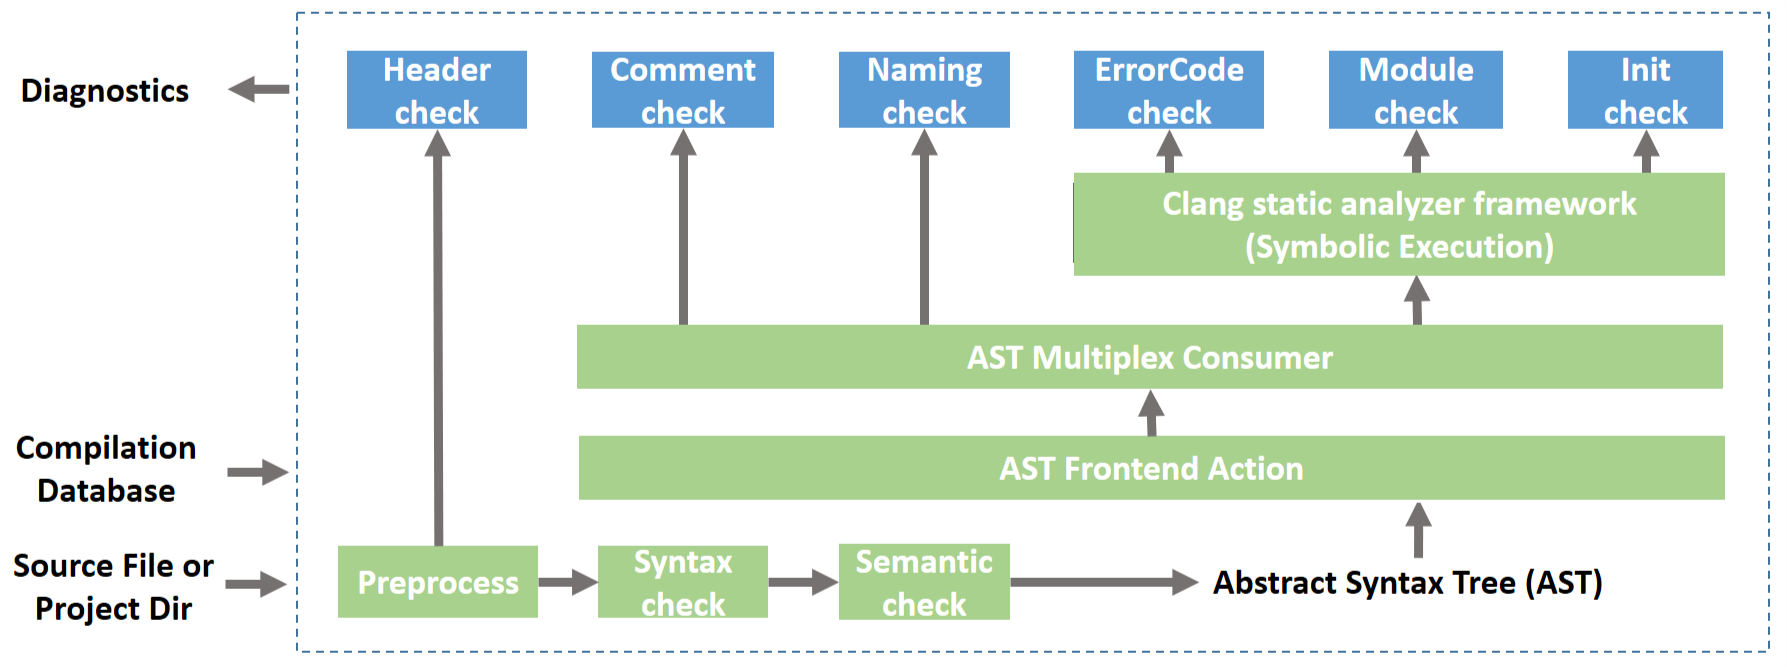 Diagnostics
Header
check
Comment
check
Naming
check
ErrorCode
check
Module
check
Init
check
Clang static analyzer framework
(Symbolic Execution)
AST Multiplex Consumer
Compilation
Database
AST Frontend Action
Source File or
Project Dir
Preprocess
Syntax
check
Semantic
check
Abstract Syntax Tree (AST)